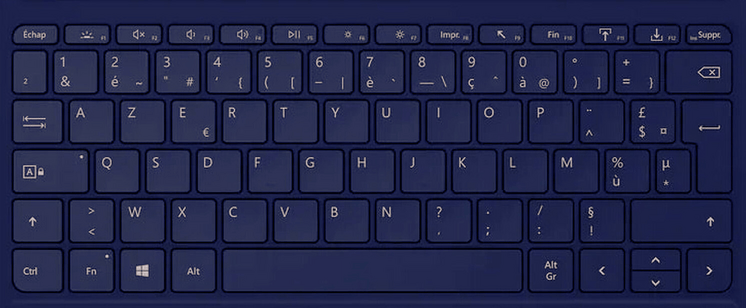 Échap F1 F2 F3 F4 F5 F6 F7 Impr. F8 F9 Fin F10 F11 F12 Ins Suppr.
2 1 & 2 é ~ 3 " # 4 ' { 5 ( [ 6 – | 7 è ` 8 _ \ 9 ç ^ 0 à @ ° ) ] + = }
A Z E € R T Y U I O P ¨ ^ £ $ ¤
A Q S D F G H J K L M % ù µ *
> < W X C V B N ? , . ; / : § !
Ctrl Fn Alt Alt Gr